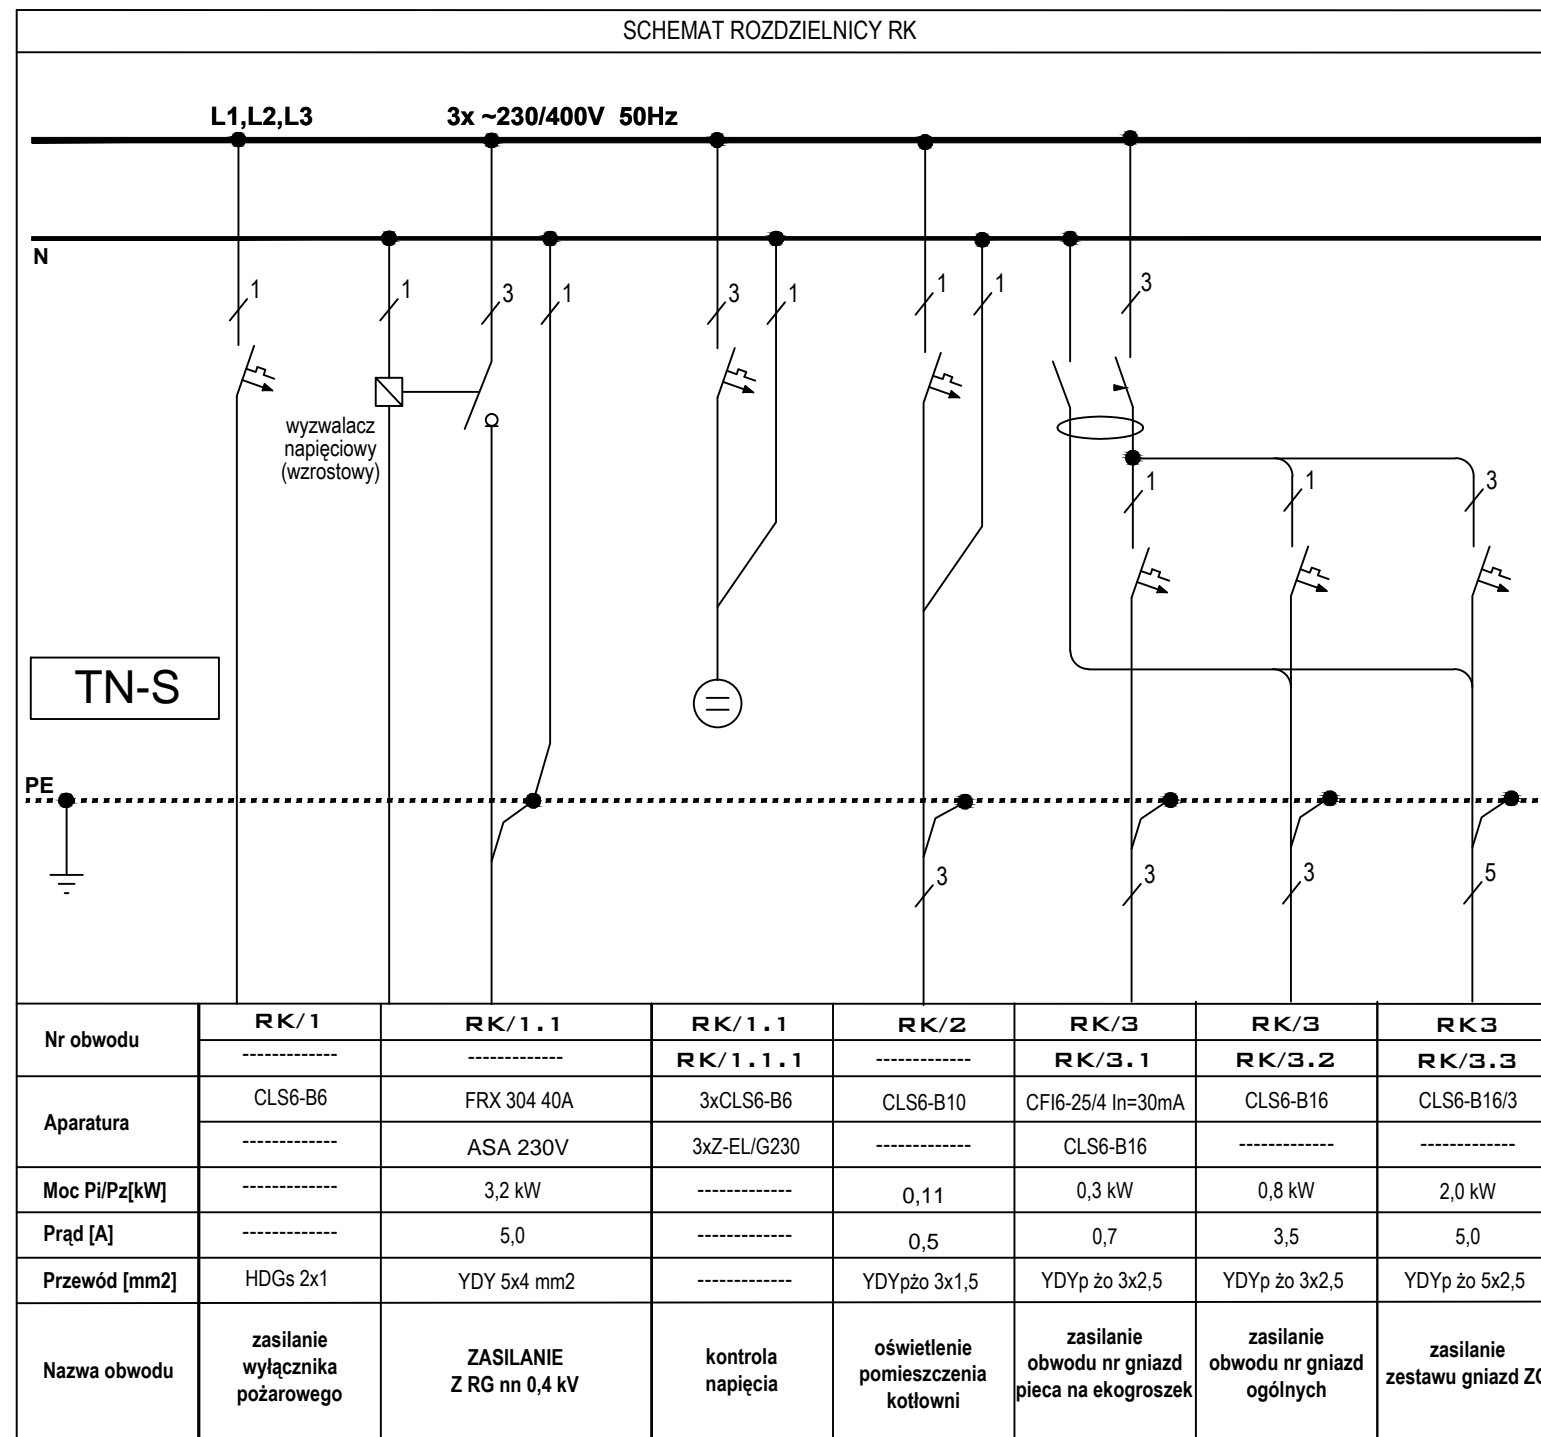 SCHEMAT ROZDZIELNICY RK
L1,L2,L3 3x ~230/400V 50Hz
N
1 1 3 1 3 1 1 1 3
wyzwalacz
napięciowy
(wzrostowy)
1 1 3
TN-S
PE
3 3 3 5
Nr obwodu RK/1 RK/1.1 RK/1.1 RK/2 RK/3 RK/3 RK3
------------- ------------- RK/1.1.1 ------------- RK/3.1 RK/3.2 RK/3.3
Aparatura CLS6-B6 FRX 304 40A 3xCLS6-B6 CLS6-B10 CFI6-25/4 In=30mA CLS6-B16 CLS6-B16/3
------------- ASA 230V 3xZ-EL/G230 ------------- CLS6-B16 ------------- -------------
Moc Pi/Pz[kW] ------------- 3,2 kW ------------- 0,11 0,3 kW 0,8 kW 2,0 kW
Prąd [A] ------------- 5,0 ------------- 0,5 0,7 3,5 5,0
Przewód [mm2] HDGs 2x1 YDY 5x4 mm2 ------------- YDYpżo 3x1,5 YDYp żo 3x2,5 YDYp żo 3x2,5 YDYp żo 5x2,5
Nazwa obwodu
zasilanie
wyłącznika
pożarowego
ZASILANIE
Z RG nn 0,4 kV
kontrola
napięcia
oświetlenie
pomieszczenia
kotłowni
zasilanie
obwodu nr gniazd
pieca na ekogroszek
zasilanie
obwodu nr gniazd
ogólnych
zasilanie
zestawu gniazd